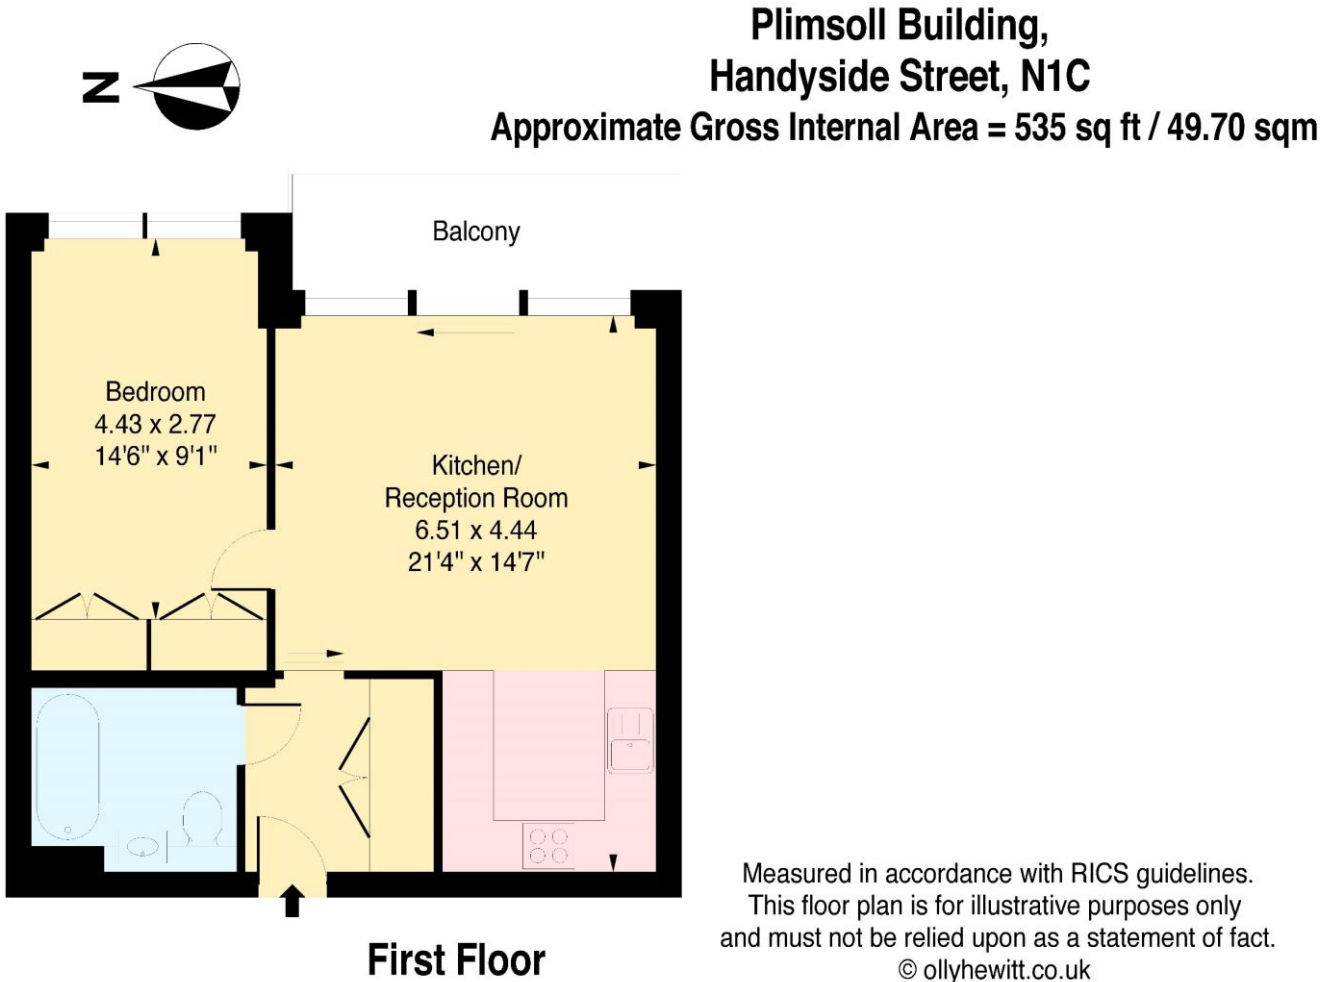 Plimsoll Building,
Handyside Street, N1C
Approximate Gross Internal Area = 535 sq ft / 49.70 sqm
N
Balcony
Bedroom
4.43 x 2.77
14'6" x 9'1"
Kitchen/
Reception Room
6.51 x 4.44
21'4" x 14'7"
First Floor
Measured in accordance with RICS guidelines.
This floor plan is for illustrative purposes only
and must not be relied upon as a statement of fact.
© ollyhewitt.co.uk